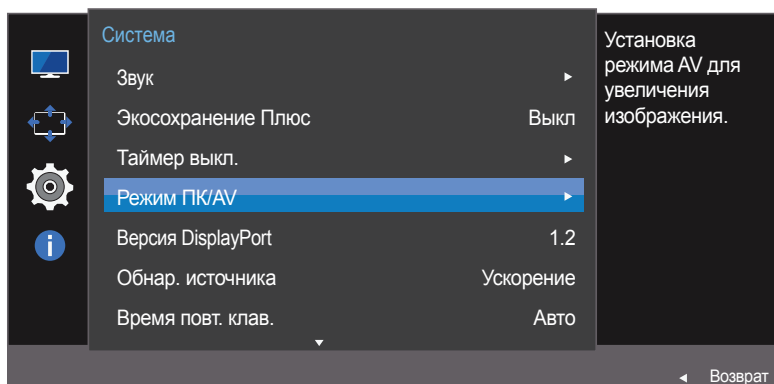 Система
Звук
Экосохранение Плюс Выкл
Таймер выкл.
Режим ПК/AV
Версия DisplayPort 1.2
Обнар. источника Ускорение
Время повт. клав. Авто
Установка
режима AV для
увеличения
изображения.
Возврат